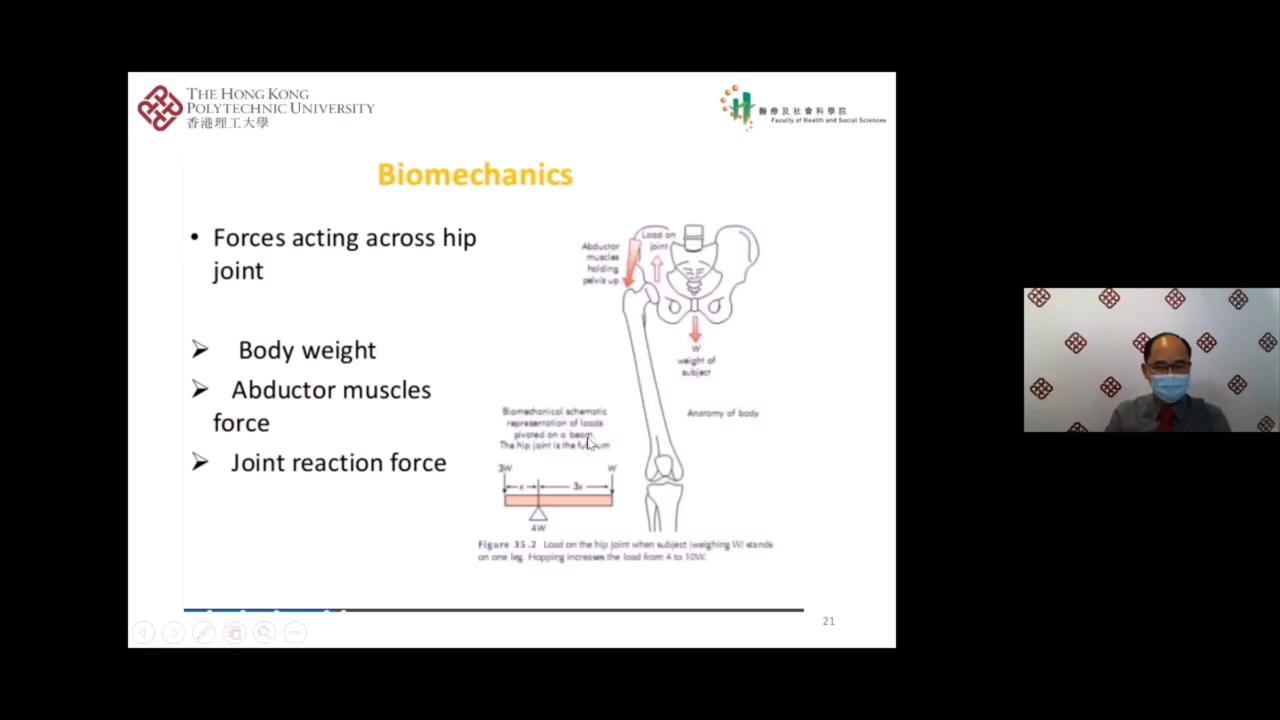 THE HONG KONG
POLYTECHNIC UNIVERSITY
香港理工大學
醫療及社會科學院
Faculty of Health and Social Sciences
Biomechanics
• Forces acting across hip
joint
➢ Body weight
➢ Abductor muscles
force
➢ Joint reaction force
Abductor
muscles
holding
pelvis up
Load on
joint
W
weight of
subject
Anatomy of body
Biomechanical schematic
representation of loads
pivoted on a beam.
The hip joint is the
3W
W
x
3x
4W
Figure 35.2 Load on the hip joint when subject (weighing W) stands
on one leg. Hopping increases the load from 4 to 10W.
21